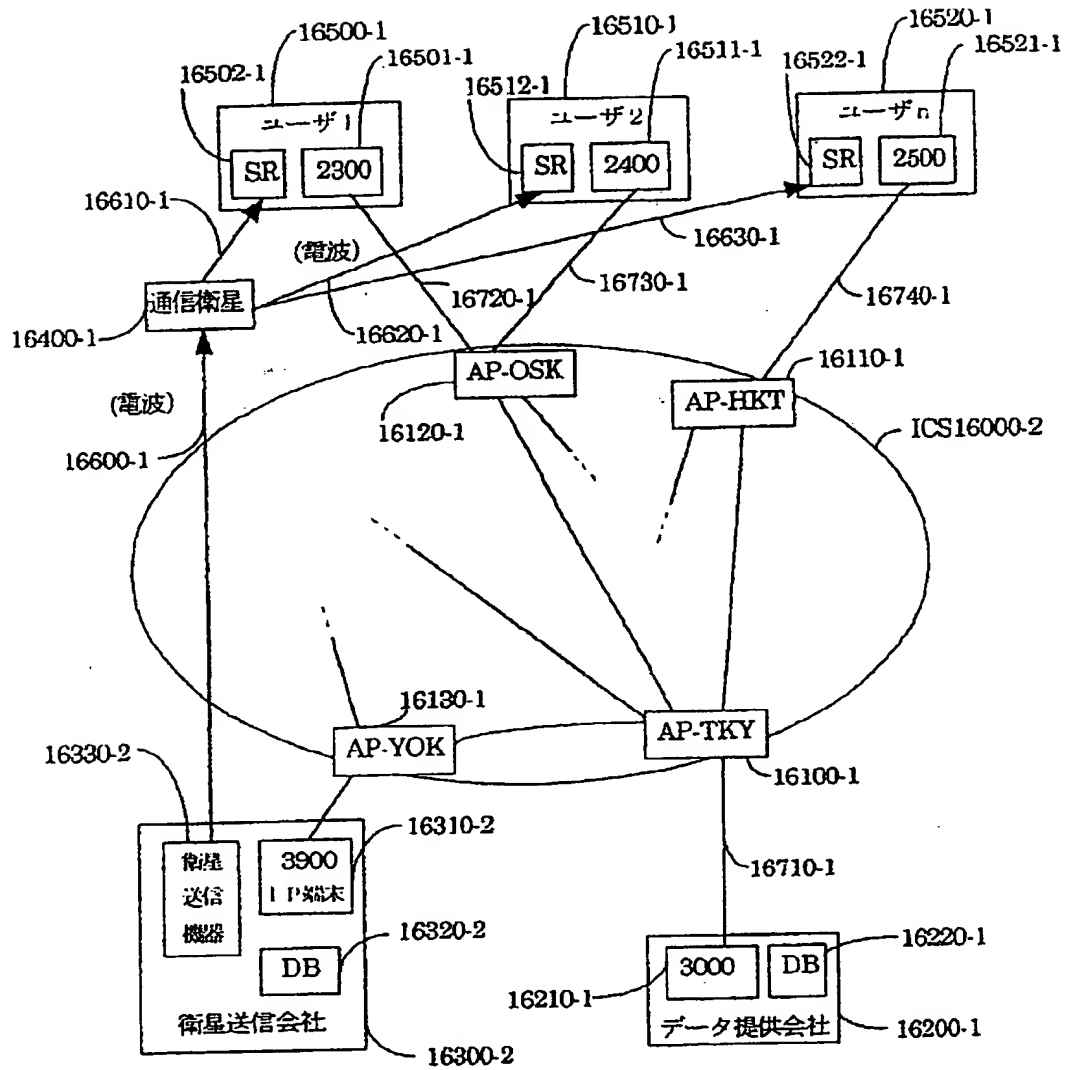 16500-1
16510-1
16520-1
16502-1
16501-1
16512-1
16511-1
16522-1
16521-1
ユーザ1
ユーザ2
ユーザn
SR
2300
SR
2400
SR
2500
16610-1
(電波)
16630-1
通信衛星
16400-1
16620-1
16720-1
16730-1
16740-1
(電波)
16600-1
AP-OSK
16120-1
AP-HKT
16110-1
ICS16000-2
16130-1
AP-YOK
AP-TKY
16100-1
16330-2
衛星
送信
機器
3900
IP端末
16310-2
DB
16320-2
衛星送信会社
16300-2
16710-1
3000
DB
16220-1
16210-1
データ提供会社
16200-1